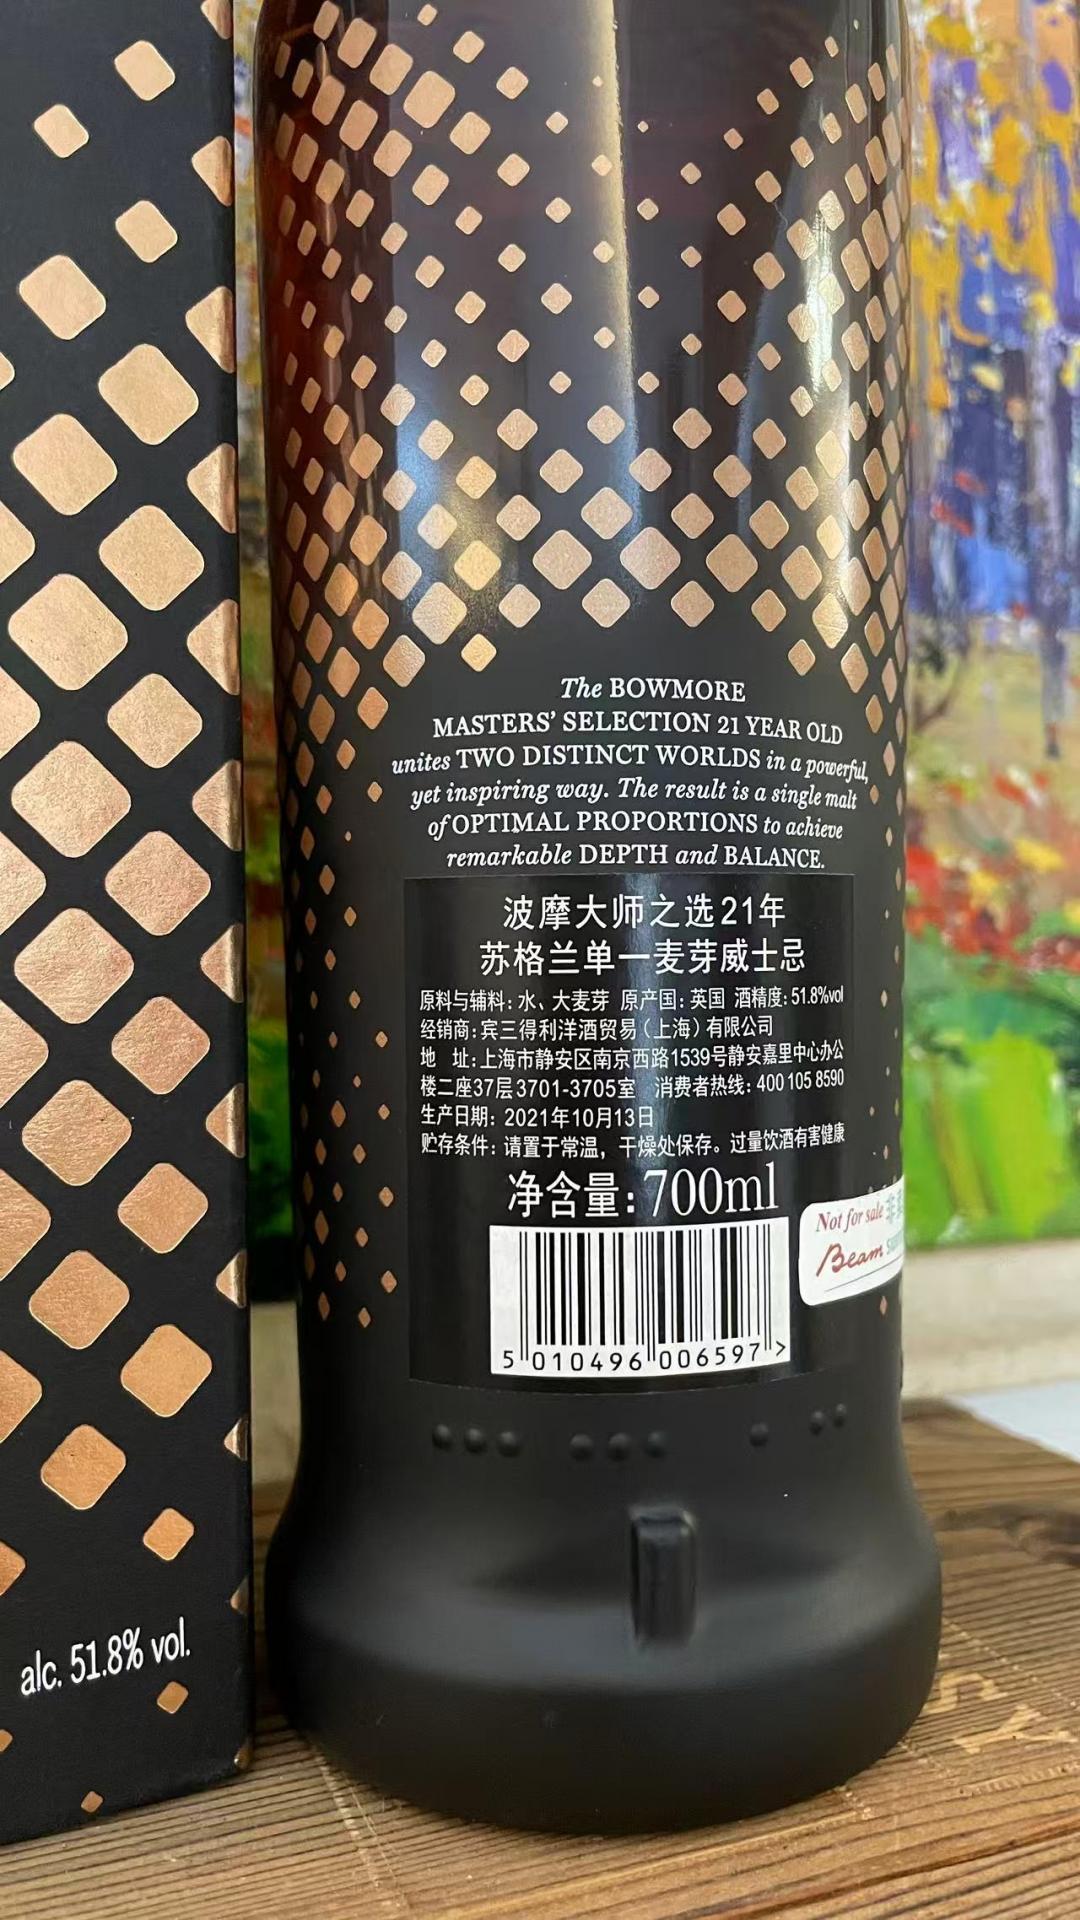 The BOWMORE
MASTERS' SELECTION 21 YEAR OLD
unites TWO DISTINCT WORLDS in a powerful,
yet inspiring way. The result is a single malt
of OPTIMAL PROPORTIONS to achieve
remarkable DEPTH and BALANCE.
波摩大师之选21年
苏格兰单一麦芽威士忌
原料与辅料: 水、大麦芽 原产国: 英国 酒精度: 51.8%vol
经销商: 宾三得利洋酒贸易（上海）有限公司
地 址: 上海市静安区南京西路1539号静安嘉里中心办公
楼二座37层3701-3705室 消费者热线: 400 105 8590
生产日期: 2021年10月13日
贮存条件: 请置于常温，干燥处保存。过量饮酒有害健康
净含量: 700ml
Not for sale 非
Beam
5 010496 006597 >
alc. 51.8% vol.